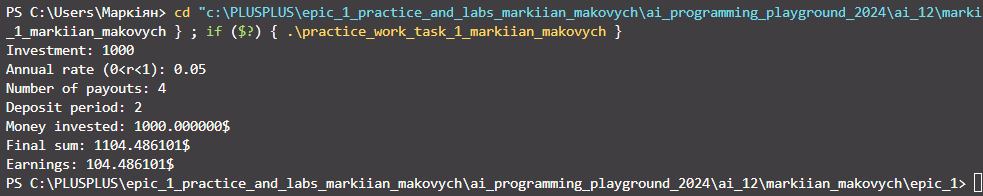 PS C:\Users\Маркіян> cd "c:\PLUSPLUS\epic_1_practice_and_labs_markiian_makovych\ai_programming_playground_2024\ai_12\marki
_1_markiian_makovych } ; if ($?) { .\practice_work_task_1_markiian_makovych }
Investment: 1000
Annual rate (0<r<1): 0.05
Number of payouts: 4
Deposit period: 2
Money invested: 1000.000000$
Final sum: 1104.486101$
Earnings: 104.486101$
PS C:\PLUSPLUS\epic_1_practice_and_labs_markiian_makovych\ai_programming_playground_2024\ai_12\markiian_makovych\epic_1>